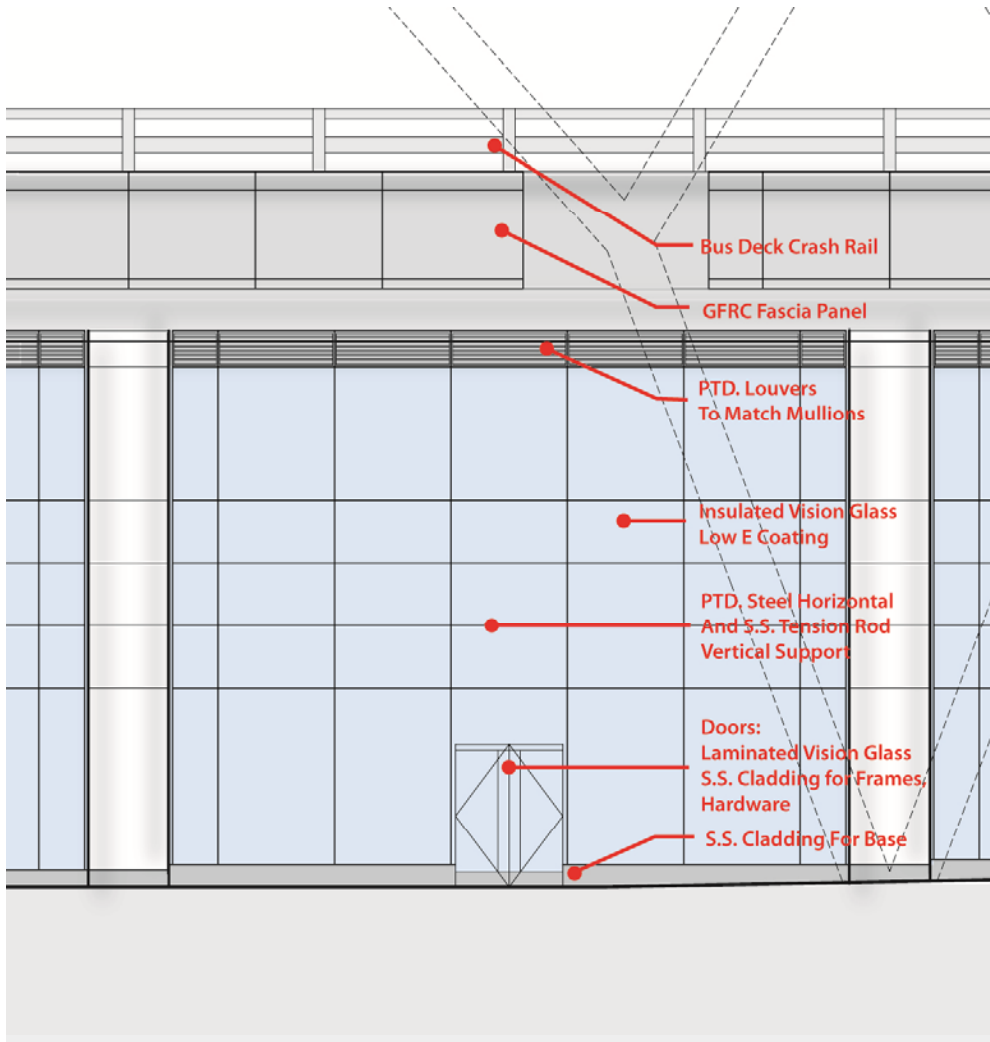 Bus Deck Crash Rail
GFRC Fascia Panel
PTD. Louvers
To Match Mullions
Insulated Vision Glass
Low E Coating
PTD. Steel Horizontal
And S.S. Tension Rod
Vertical Support
Doors:
Laminated Vision Glass
S.S. Cladding for Frames,
Hardware
S.S. Cladding For Base